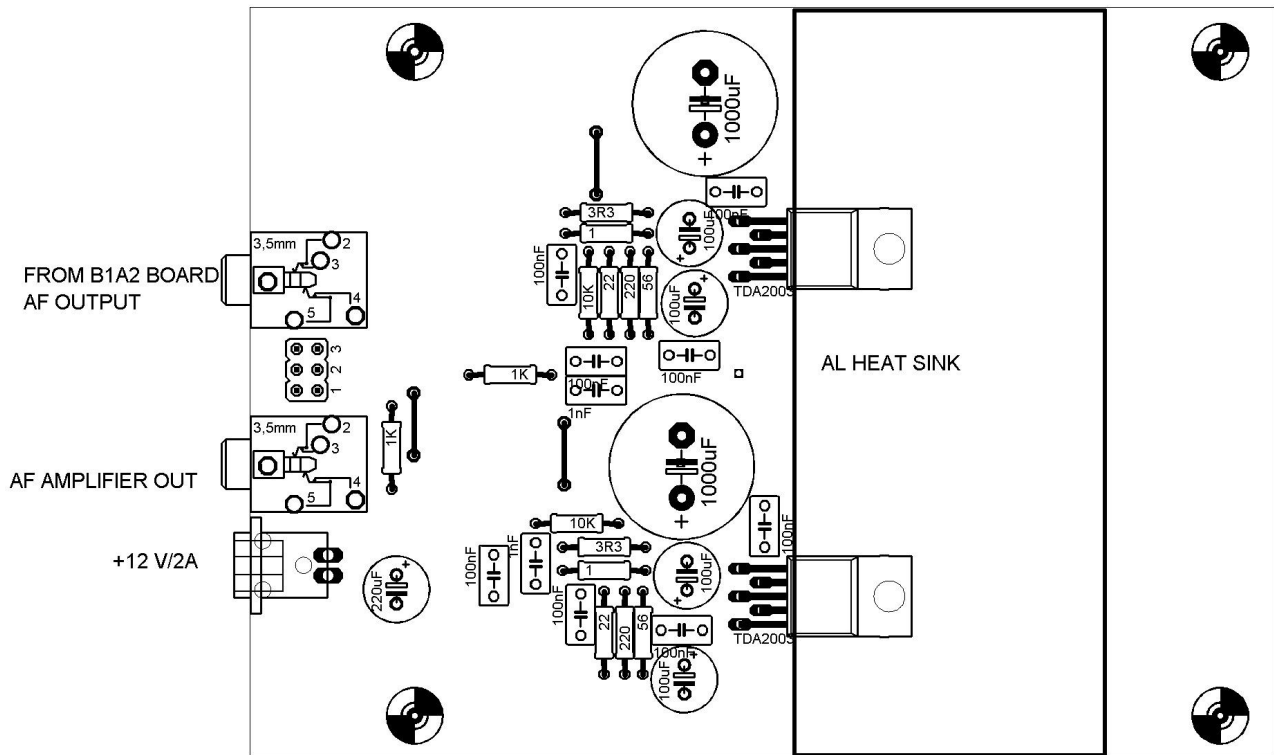 1000uF
+
100nF
3R3
1
100uF
+
100nF
10K
22
220
56
100uF
+
TDA2003
3,5mm
2
3
4
5
FROM B1A2 BOARD
AF OUTPUT
3
2
1
1K
100nF
1nF
100nF
AL HEAT SINK
3,5mm
2
3
4
5
AF AMPLIFIER OUT
1K
1000uF
+
100nF
10K
3R3
1
100nF
1nF
100uF
+
+12 V/2A
220uF
+
100nF
22
220
56
100nF
TDA2003
100uF
+